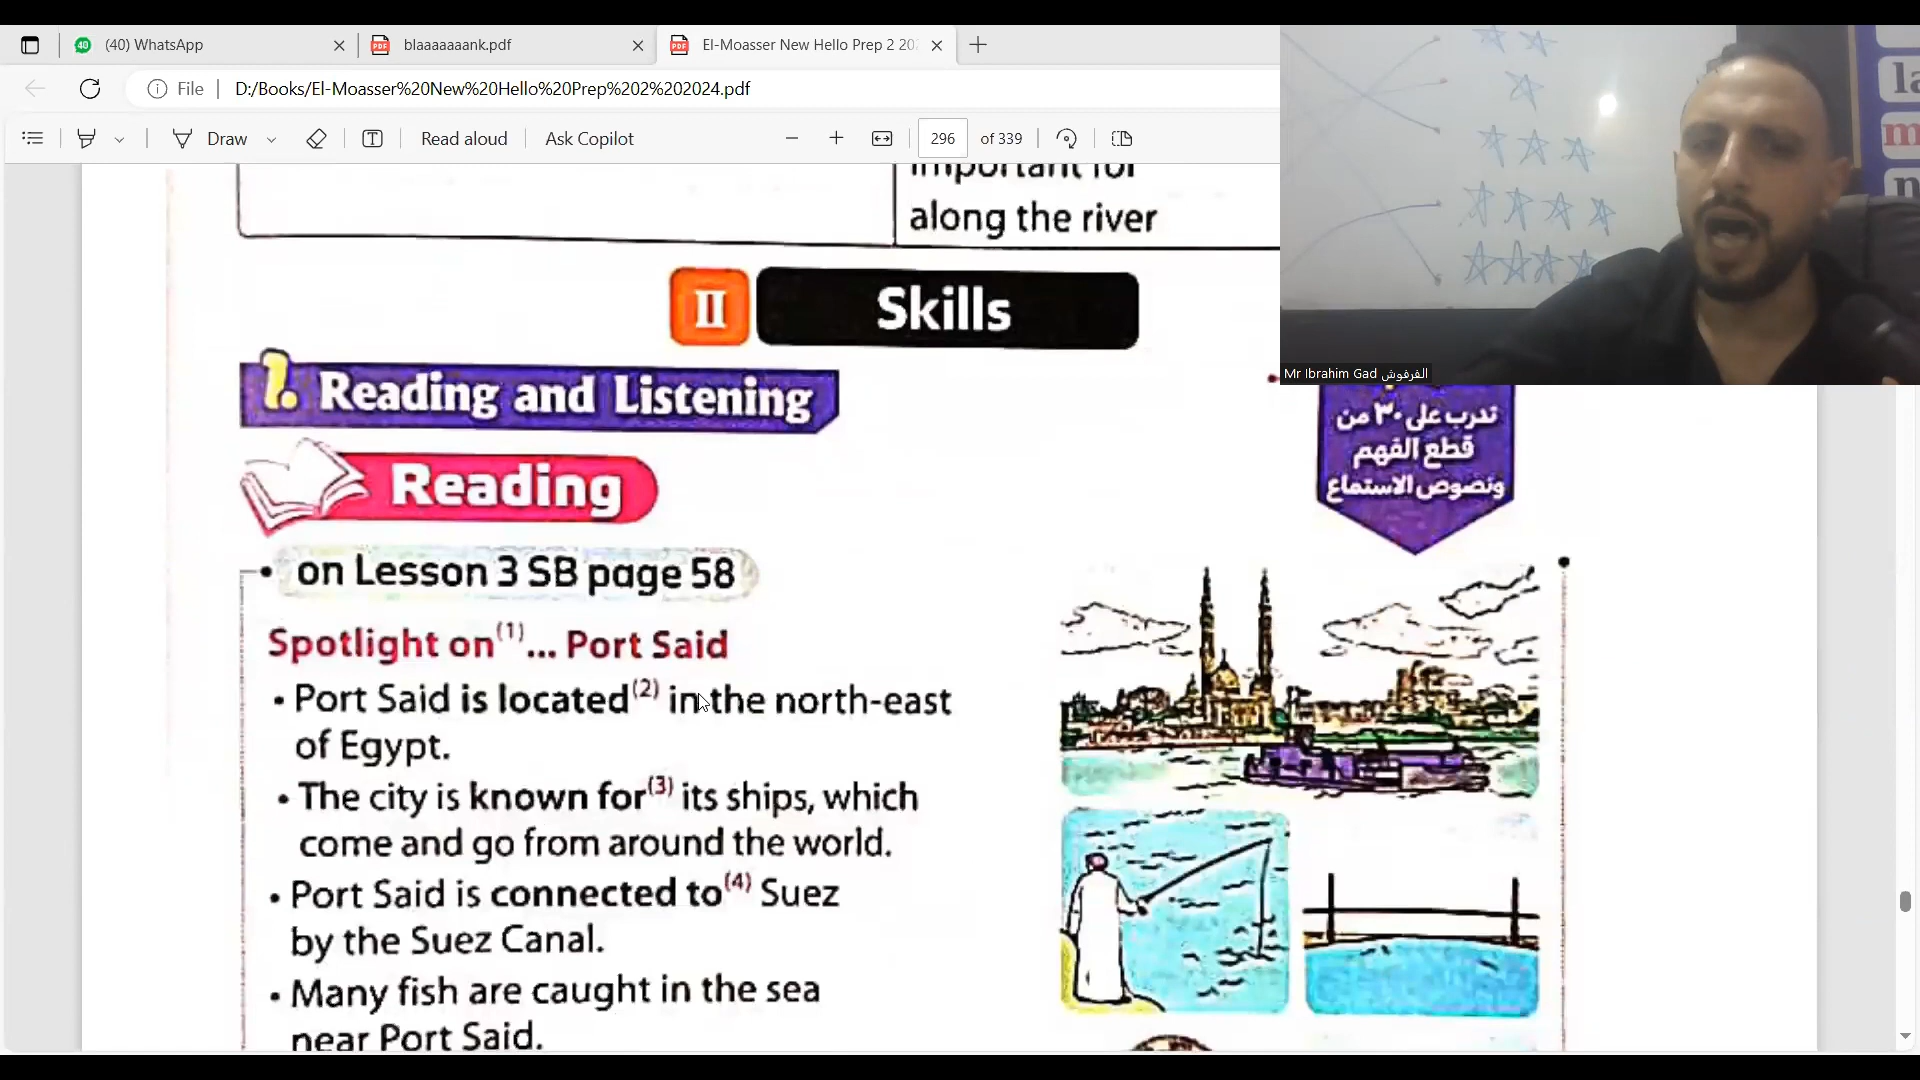 (40) WhatsApp
blaaaaaaank.pdf
El-Moasser New Hello Prep 2 202
File
D:/Books/El-Moasser%20New%20Hello%20Prep%202%202024.pdf
Draw
Read aloud
Ask Copilot
296 of 339
important for
along the river
II Skills
1. Reading and Listening
Reading
تدرب على ٣٠ من
قطع الفهم
ونصوص الاستماع
on Lesson 3 SB page 58
Spotlight on(1)... Port Said
• Port Said is located(2) in the north-east
of Egypt.
• The city is known for(3) its ships, which
come and go from around the world.
• Port Said is connected to(4) Suez
by the Suez Canal.
• Many fish are caught in the sea
near Port Said.
Mr Ibrahim Gad الفرفوش